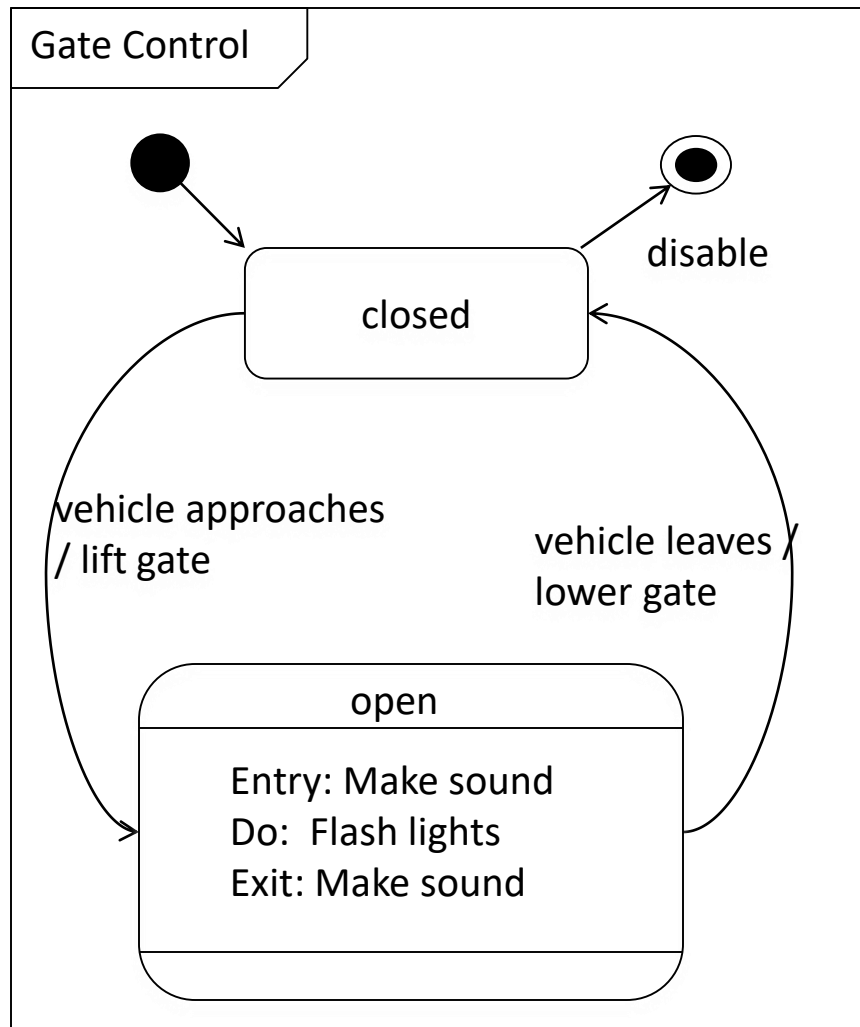 Gate Control
disable
closed
vehicle approaches
/ lift gate
vehicle leaves /
lower gate
open
Entry: Make sound
Do:  Flash lights
Exit: Make sound